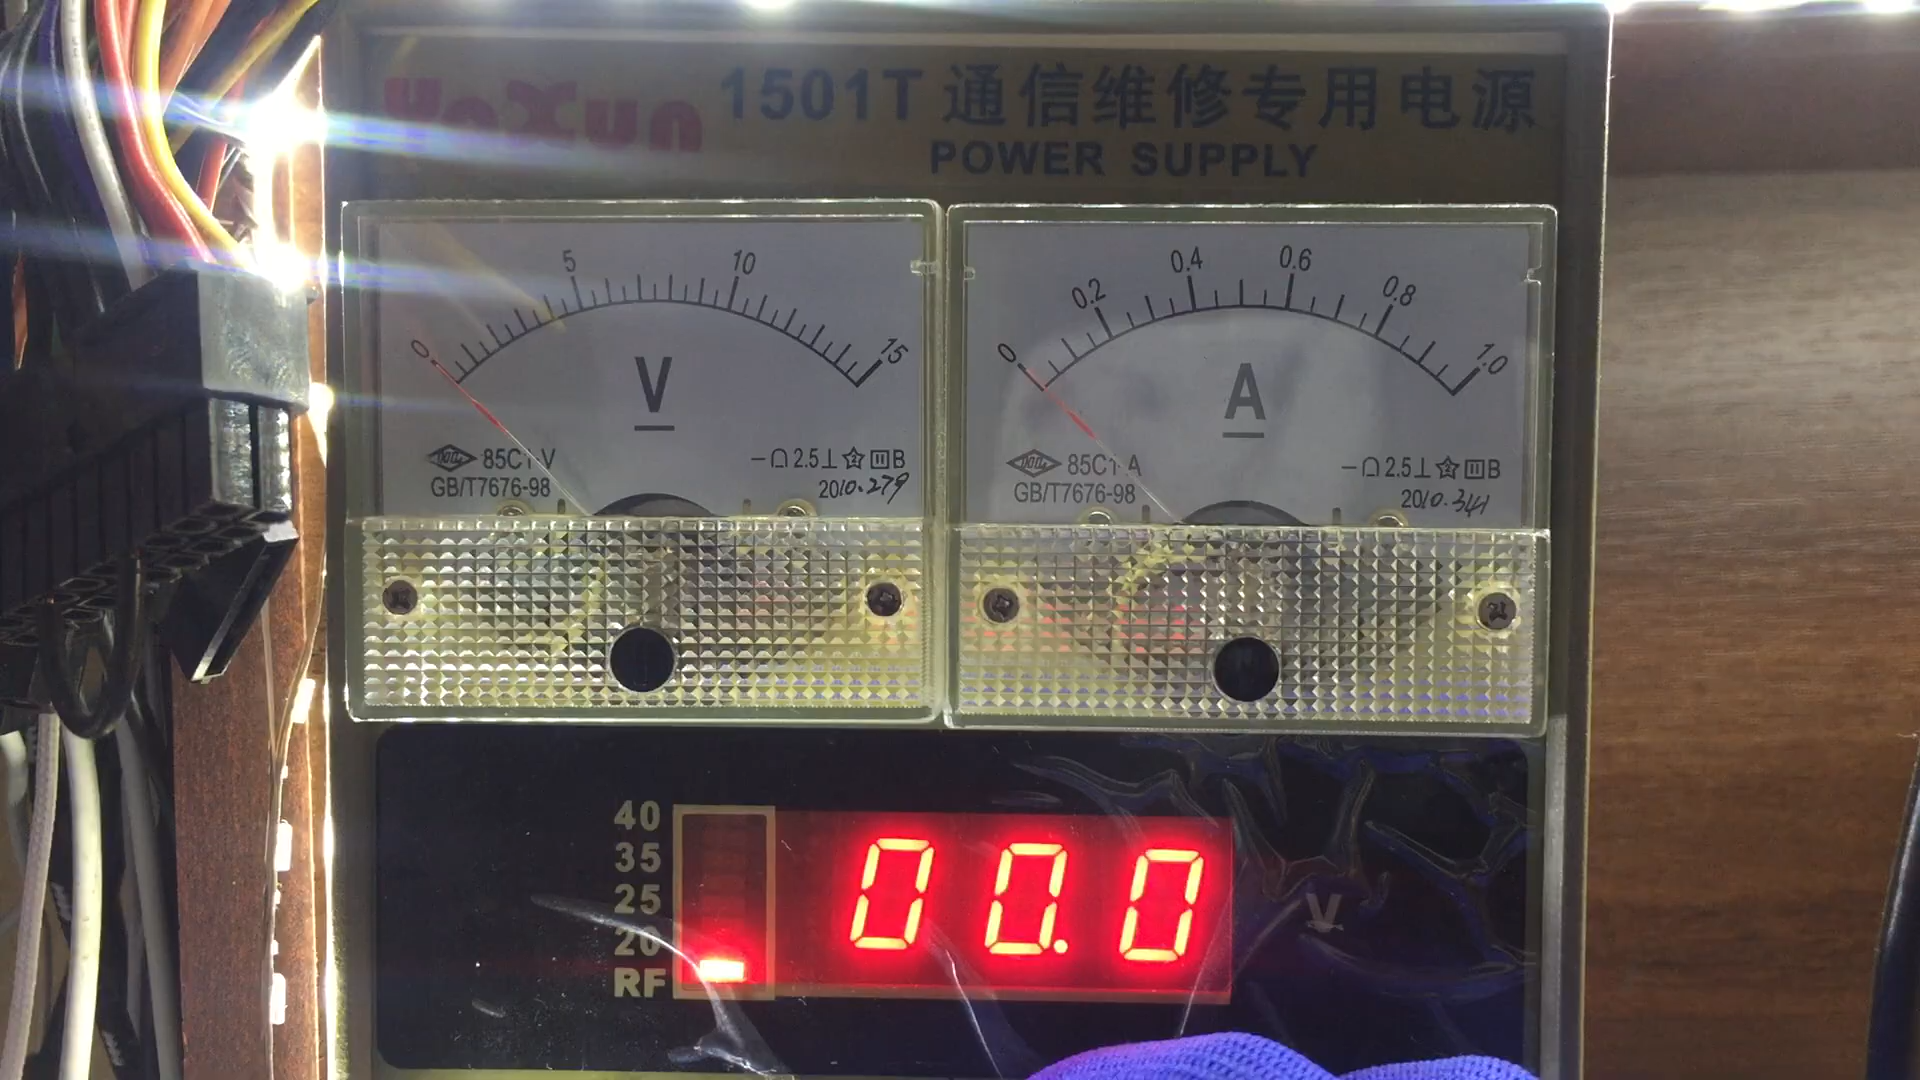 YaXun 1501T 通信维修专用电源
POWER SUPPLY
0 5 10 15
V
85C1-V
GB/T7676-98
2.5 B
2010.279
0 0.2 0.4 0.6 0.8 1.0
A
85C1-A
GB/T7676-98
2.5 B
2010.341
40
35
25
20
RF
00.0 V